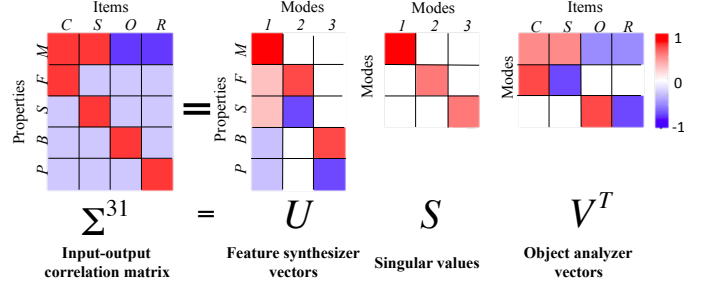 Items
C S O R
Properties
M
F
S
B
P
=
Modes
1 2 3
Properties
M
F
S
B
P
Modes
1 2 3
Modes
Items
C S O R
Modes
1
0
-1
Σ³¹ = U S Vᵀ
Input-output
correlation matrix
Feature synthesizer
vectors
Singular values
Object analyzer
vectors